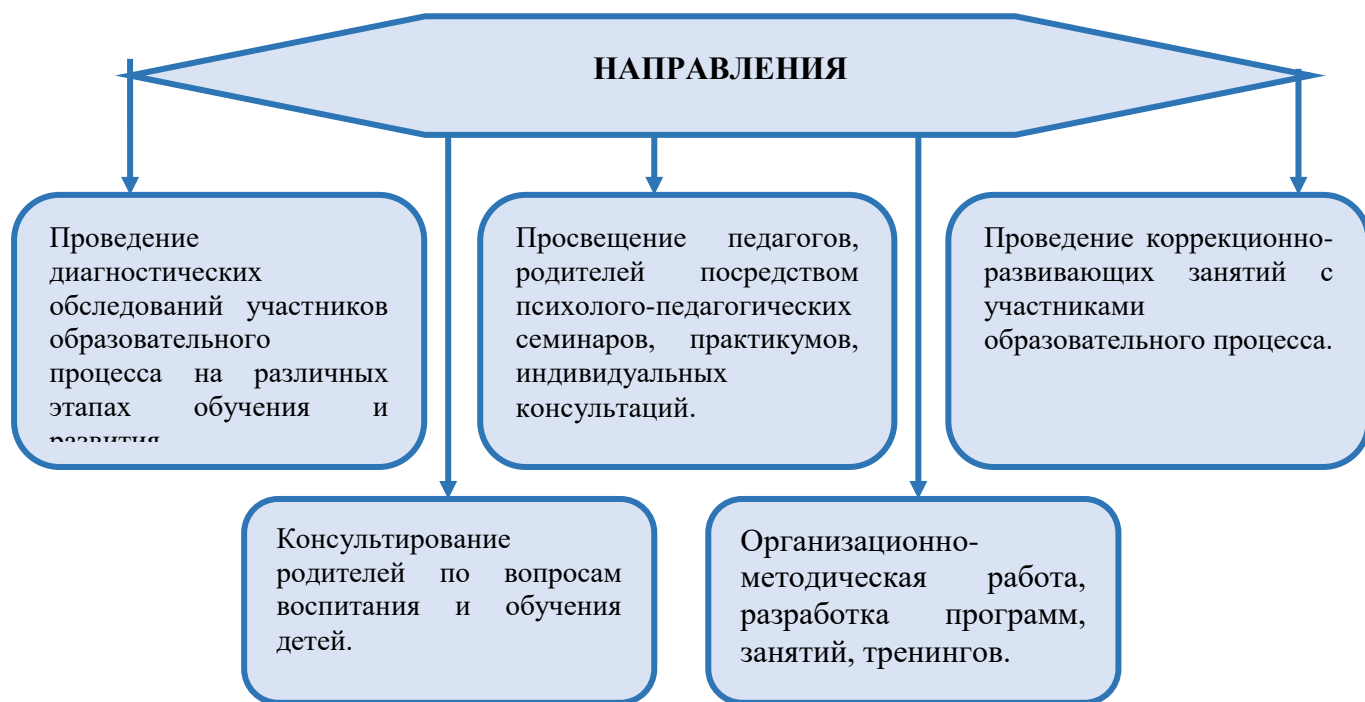 НАПРАВЛЕНИЯ
Проведение
диагностических
обследований участников
образовательного
процесса на различных
этапах обучения и
развития
Просвещение педагогов,
родителей посредством
психолого-педагогических
семинаров, практикумов,
индивидуальных
консультаций.
Проведение коррекционно-
развивающих занятий с
участниками
образовательного процесса.
Консультирование
родителей по вопросам
воспитания и обучения
детей.
Организационно-
методическая работа,
разработка программ,
занятий, тренингов.